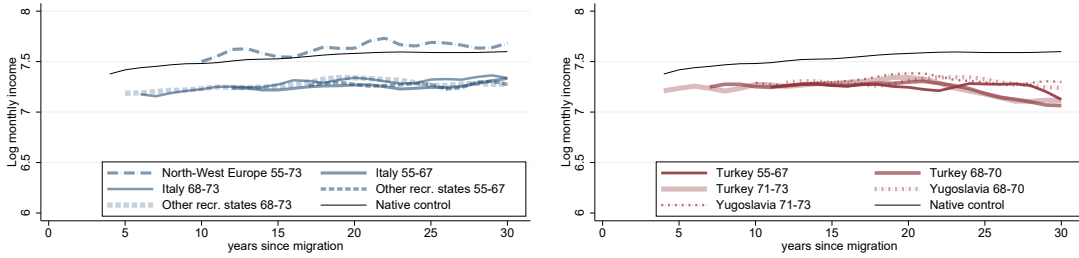 8
7.5
7
6.5
6
Log monthly income
0 5 10 15 20 25 30
years since migration
North-West Europe 55-73 Italy 55-67
Italy 68-73 Other recr. states 55-67
Other recr. states 68-73 Native control
8
7.5
7
6.5
6
Log monthly income
0 5 10 15 20 25 30
years since migration
Turkey 55-67 Turkey 68-70
Turkey 71-73 Yugoslavia 68-70
Yugoslavia 71-73 Native control